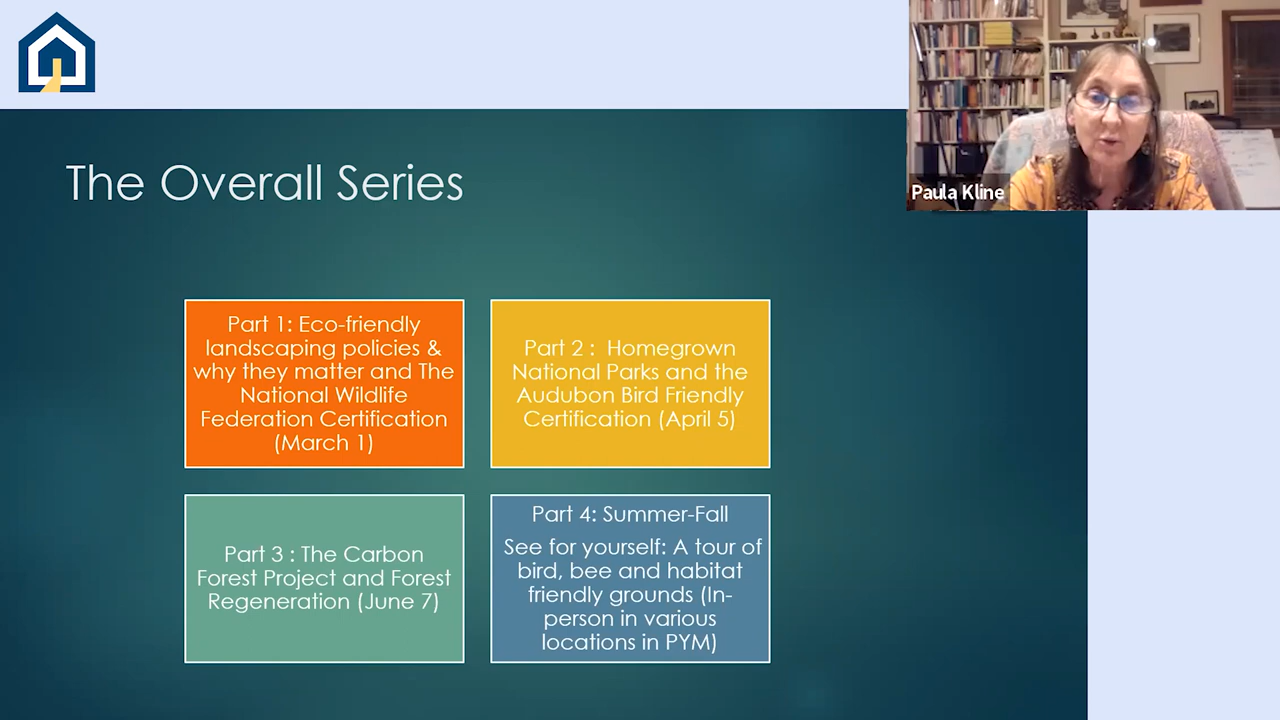 The Overall Series
Paula Kline
Part 1: Eco-friendly
landscaping policies &
why they matter and The
National Wildlife
Federation Certification
(March 1)
Part 2 :  Homegrown
National Parks and the
Audubon Bird Friendly
Certification (April 5)
Part 3 : The Carbon
Forest Project and Forest
Regeneration (June 7)
Part 4: Summer-Fall
See for yourself: A tour of
bird, bee and habitat
friendly grounds (In-
person in various
locations in PYM)